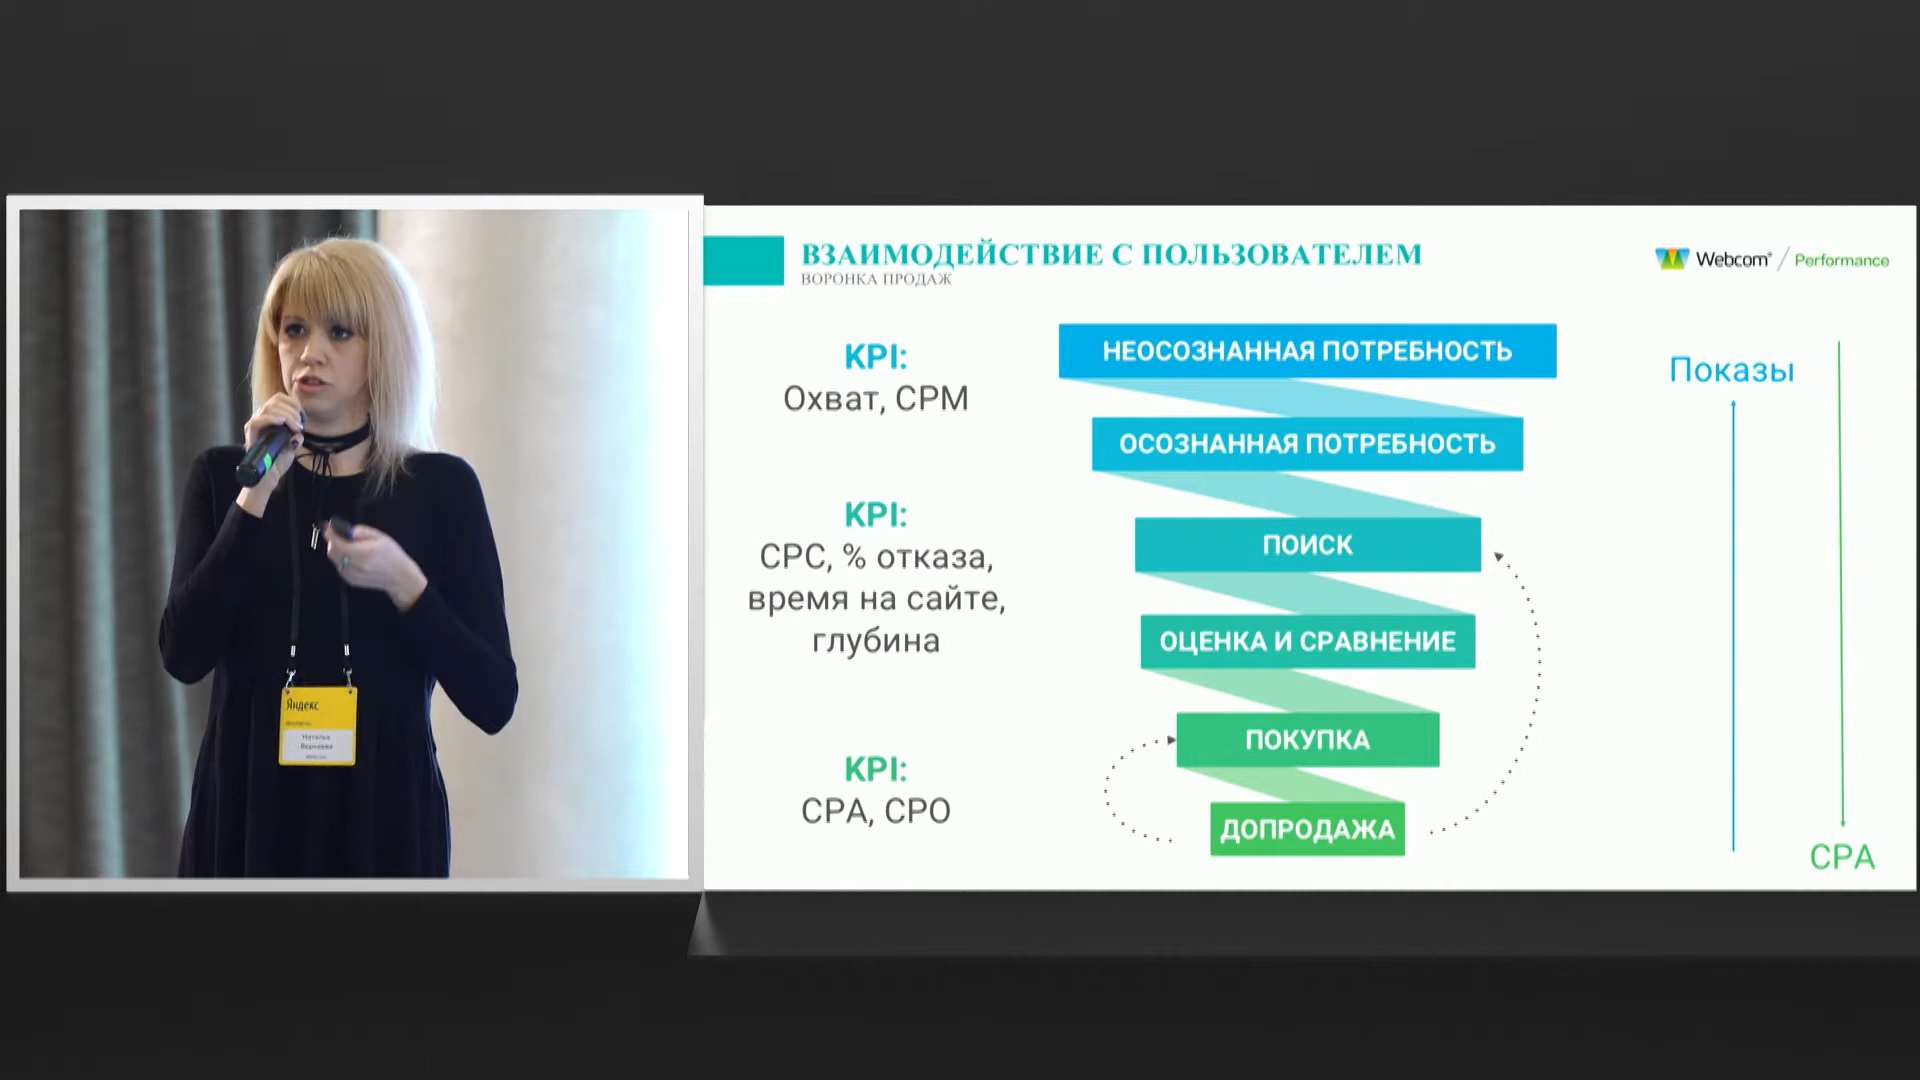 ВЗАИМОДЕЙСТВИЕ С ПОЛЬЗОВАТЕЛЕМ
ВОРОНКА ПРОДАЖ
Webcom / Performance
KPI:
Охват, CPM
KPI:
CPC, % отказа,
время на сайте,
глубина
KPI:
CPA, CPO
НЕОСОЗНАННАЯ ПОТРЕБНОСТЬ
ОСОЗНАННАЯ ПОТРЕБНОСТЬ
ПОИСК
ОЦЕНКА И СРАВНЕНИЕ
ПОКУПКА
ДОПРОДАЖА
Показы
CPA
Яндекс
Наталья